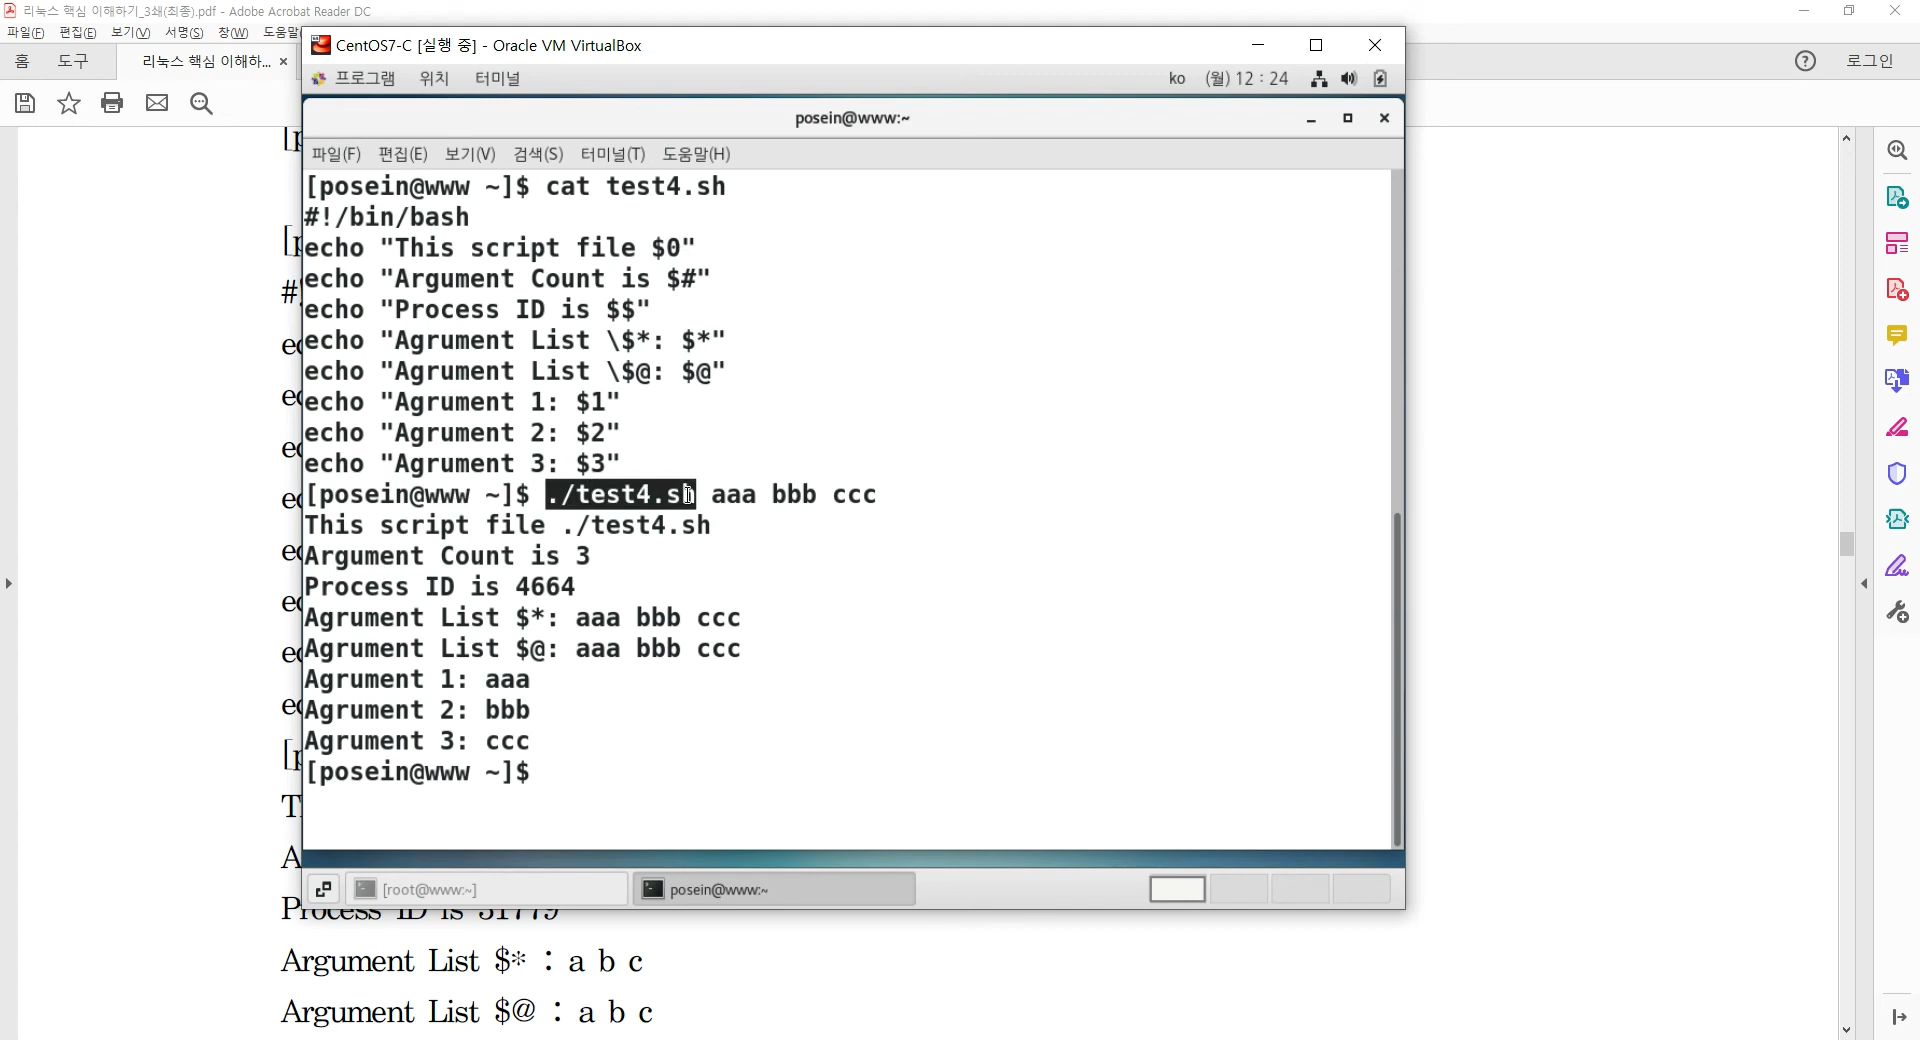 리눅스 핵심 이해하기_3쇄(최종).pdf - Adobe Acrobat Reader DC
파일(F) 편집(E) 보기(V) 서명(S) 창(W) 도움말
홈 도구 리눅스 핵심 이해하... × 로그인
CentOS7-C [실행 중] - Oracle VM VirtualBox
프로그램 위치 터미널 ko (월) 12 : 24
posein@www:~
파일(F) 편집(E) 보기(V) 검색(S) 터미널(T) 도움말(H)
[posein@www ~]$ cat test4.sh
#!/bin/bash
echo "This script file $0"
echo "Argument Count is $#"
echo "Process ID is $$"
echo "Agrument List \$*: $*"
echo "Agrument List \$@: $@"
echo "Agrument 1: $1"
echo "Agrument 2: $2"
echo "Agrument 3: $3"
[posein@www ~]$ ./test4.sh aaa bbb ccc
This script file ./test4.sh
Argument Count is 3
Process ID is 4664
Agrument List $*: aaa bbb ccc
Agrument List $@: aaa bbb ccc
Agrument 1: aaa
Agrument 2: bbb
Agrument 3: ccc
[posein@www ~]$
[root@www:~] posein@www:~
Process ID is 31779
Argument List $* : a b c
Argument List $@ : a b c